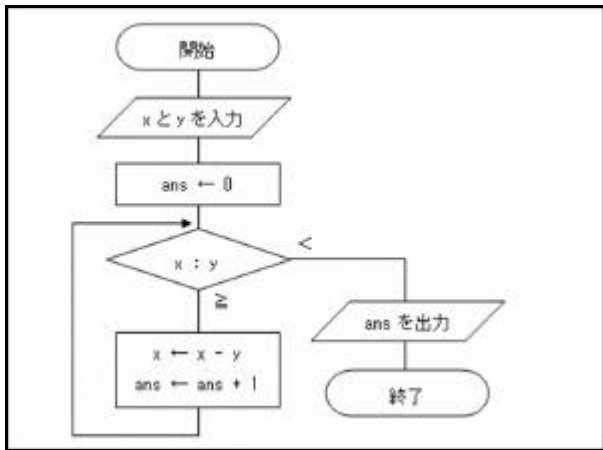 開始
x と y を入力
ans ← 0
x : y
<
≧
x ← x - y
ans ← ans + 1
ans を出力
終了